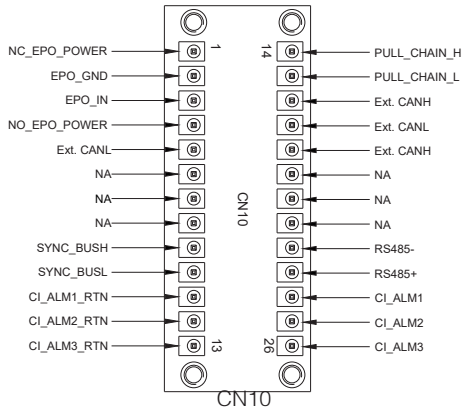 NC_EPO_POWER 1 14 PULL_CHAIN_H
EPO_GND PULL_CHAIN_L
EPO_IN Ext. CANH
NO_EPO_POWER Ext. CANL
Ext. CANL Ext. CANH
NA NA
NA CN10 NA
NA NA
SYNC_BUSH RS485-
SYNC_BUSL RS485+
CI_ALM1_RTN CI_ALM1
CI_ALM2_RTN CI_ALM2
CI_ALM3_RTN 13 26 CI_ALM3
CN10